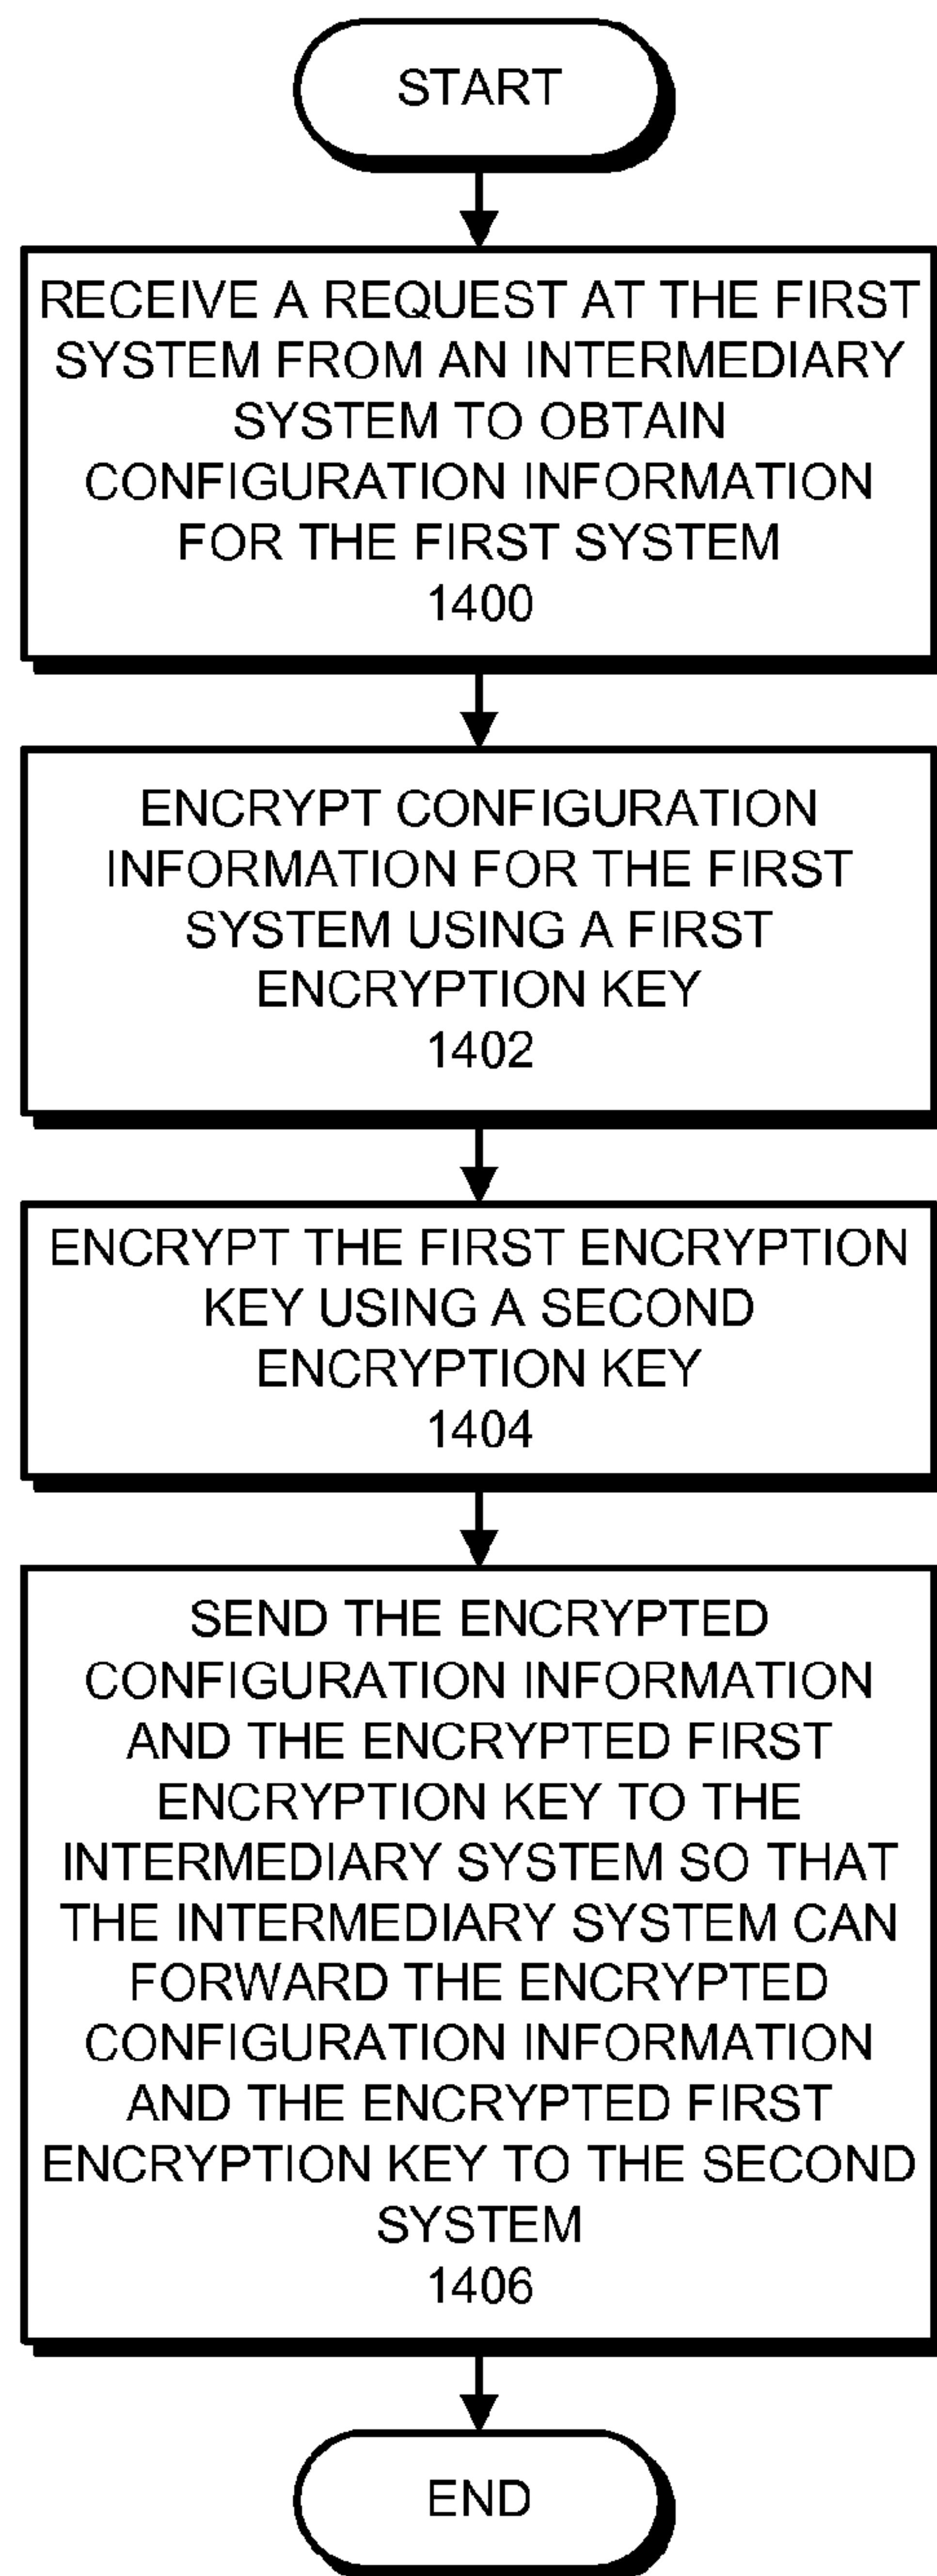 START
RECEIVE A REQUEST AT THE FIRST
SYSTEM FROM AN INTERMEDIARY
SYSTEM TO OBTAIN
CONFIGURATION INFORMATION
FOR THE FIRST SYSTEM
1400
ENCRYPT CONFIGURATION
INFORMATION FOR THE FIRST
SYSTEM USING A FIRST
ENCRYPTION KEY
1402
ENCRYPT THE FIRST ENCRYPTION
KEY USING A SECOND
ENCRYPTION KEY
1404
SEND THE ENCRYPTED
CONFIGURATION INFORMATION
AND THE ENCRYPTED FIRST
ENCRYPTION KEY TO THE
INTERMEDIARY SYSTEM SO THAT
THE INTERMEDIARY SYSTEM CAN
FORWARD THE ENCRYPTED
CONFIGURATION INFORMATION
AND THE ENCRYPTED FIRST
ENCRYPTION KEY TO THE SECOND
SYSTEM
1406
END